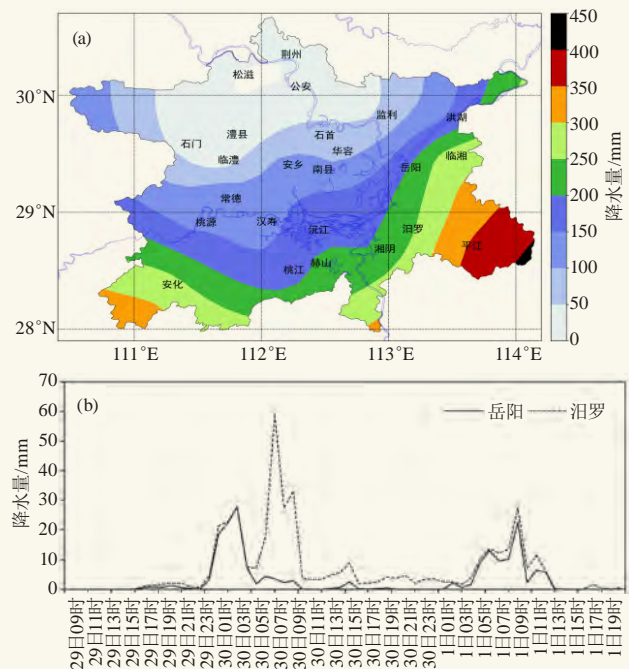 (a)
荆州
松滋
公安
监利
洪湖
石首
澧县
石门
华容
临澧
安乡
南县
岳阳
临湘
常德
桃源
汉寿
沅江
汨罗
湘阴
平江
赫山
桃江
安化
30°N
29°N
28°N
111°E
112°E
113°E
114°E
450
400
350
300
250
200
150
100
50
0
降水量/mm
(b)
岳阳
汨罗
70
60
50
40
30
20
10
0
降水量/mm
29日09时
29日11时
29日13时
29日15时
29日17时
29日19时
29日21时
29日23时
30日01时
30日03时
30日05时
30日07时
30日09时
30日11时
30日13时
30日15时
30日17时
30日19时
30日21时
30日23时
1日01时
1日03时
1日05时
1日07时
1日09时
1日11时
1日13时
1日15时
1日17时
1日19时